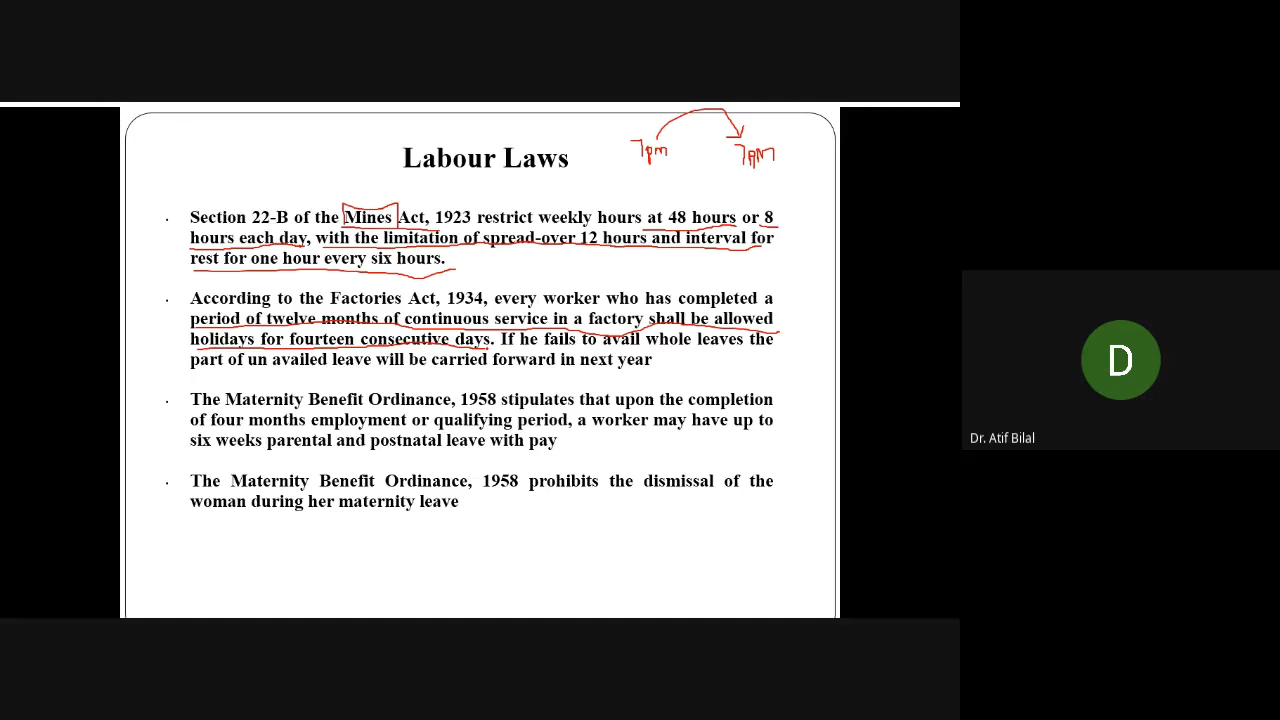 7pm 7AM
Labour Laws
Section 22-B of the Mines Act, 1923 restrict weekly hours at 48 hours or 8
hours each day, with the limitation of spread-over 12 hours and interval for
rest for one hour every six hours.
According to the Factories Act, 1934, every worker who has completed a
period of twelve months of continuous service in a factory shall be allowed
holidays for fourteen consecutive days. If he fails to avail whole leaves the
part of un availed leave will be carried forward in next year
The Maternity Benefit Ordinance, 1958 stipulates that upon the completion
of four months employment or qualifying period, a worker may have up to
six weeks parental and postnatal leave with pay
The Maternity Benefit Ordinance, 1958 prohibits the dismissal of the
woman during her maternity leave
D
Dr. Atif Bilal